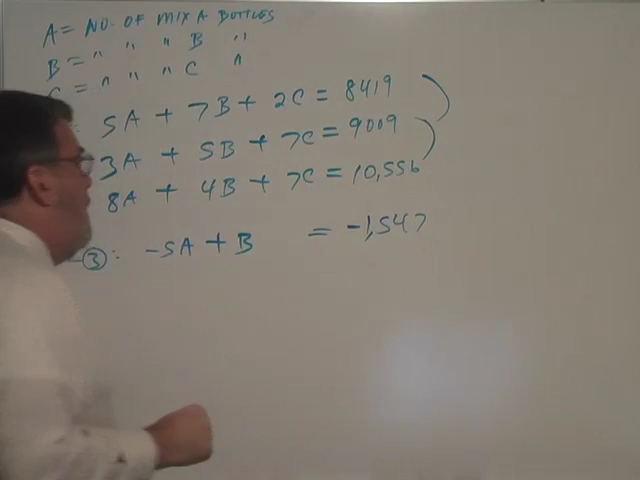 A = NO. OF MIX A BOTTLES
B = " " " B "
C = " " " C "
5A + 7B + 2C = 8419
3A + 5B + 7C = 9009
8A + 4B + 7C = 10,556
-③: -5A + B = -1,547